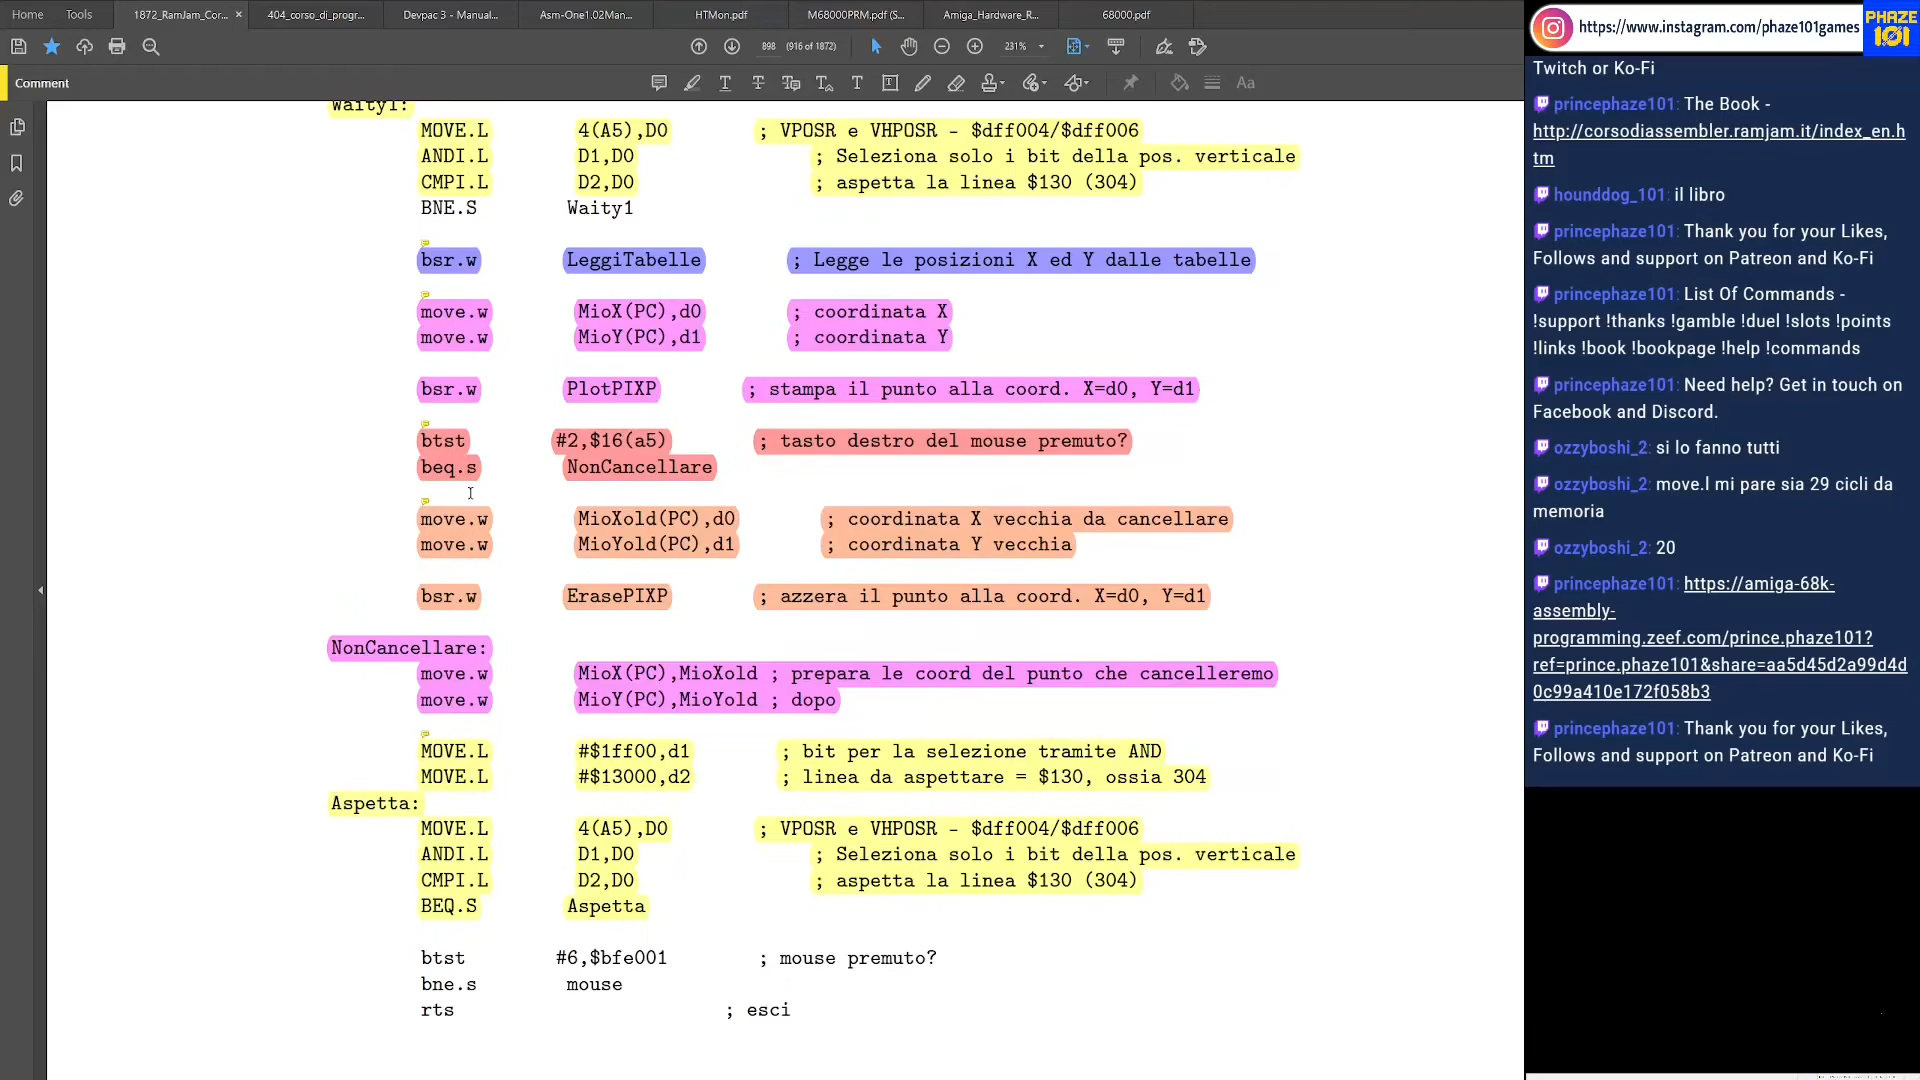 Home Tools 1872_RamJam_Cor... × 404_corso_di_progr... Devpac 3 - Manual... Asm-One1.02Man... HTMon.pdf M68000PRM.pdf (S... Amiga_Hardware_R... 68000.pdf
898 (916 of 1872) 231%
Comment
Waity1:
MOVE.L 4(A5),D0 ; VPOSR e VHPOSR - $dff004/$dff006
ANDI.L D1,D0 ; Seleziona solo i bit della pos. verticale
CMPI.L D2,D0 ; aspetta la linea $130 (304)
BNE.S Waity1
bsr.w LeggiTabelle ; Legge le posizioni X ed Y dalle tabelle
move.w MioX(PC),d0 ; coordinata X
move.w MioY(PC),d1 ; coordinata Y
bsr.w PlotPIXP ; stampa il punto alla coord. X=d0, Y=d1
btst #2,$16(a5) ; tasto destro del mouse premuto?
beq.s NonCancellare
move.w MioXold(PC),d0 ; coordinata X vecchia da cancellare
move.w MioYold(PC),d1 ; coordinata Y vecchia
bsr.w ErasePIXP ; azzera il punto alla coord. X=d0, Y=d1
NonCancellare:
move.w MioX(PC),MioXold ; prepara le coord del punto che cancelleremo
move.w MioY(PC),MioYold ; dopo
MOVE.L #$1ff00,d1 ; bit per la selezione tramite AND
MOVE.L #$13000,d2 ; linea da aspettare = $130, ossia 304
Aspetta:
MOVE.L 4(A5),D0 ; VPOSR e VHPOSR - $dff004/$dff006
ANDI.L D1,D0 ; Seleziona solo i bit della pos. verticale
CMPI.L D2,D0 ; aspetta la linea $130 (304)
BEQ.S Aspetta
btst #6,$bfe001 ; mouse premuto?
bne.s mouse
rts ; esci
https://www.instagram.com/phaze101games
PHAZE
101
Twitch or Ko-Fi
princephaze101: The Book -
http://corsodiassembler.ramjam.it/index_en.h
tm
hounddog_101: il libro
princephaze101: Thank you for your Likes,
Follows and support on Patreon and Ko-Fi
princephaze101: List Of Commands -
!support !thanks !gamble !duel !slots !points
!links !book !bookpage !help !commands
princephaze101: Need help? Get in touch on
Facebook and Discord.
ozzyboshi_2: si lo fanno tutti
ozzyboshi_2: move.l mi pare sia 29 cicli da
memoria
ozzyboshi_2: 20
princephaze101: https://amiga-68k-
assembly-
programming.zeef.com/prince.phaze101?
ref=prince.phaze101&share=aa5d45d2a99d4d
0c99a410e172f058b3
princephaze101: Thank you for your Likes,
Follows and support on Patreon and Ko-Fi